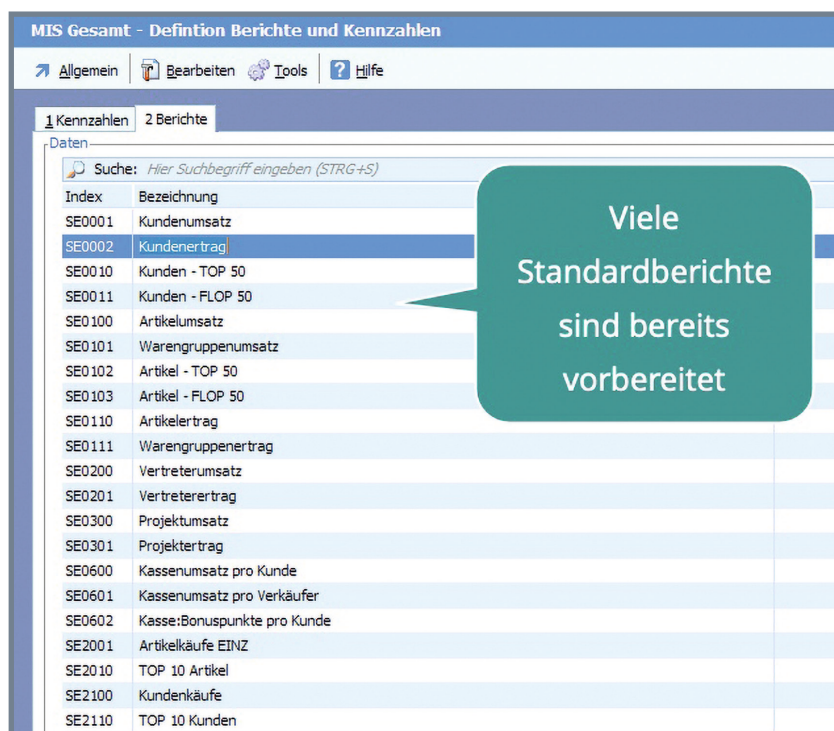 MIS Gesamt - Defintion Berichte und Kennzahlen
Allgemein Bearbeiten Tools Hilfe
1 Kennzahlen 2 Berichte
Daten
Suche: Hier Suchbegriff eingeben (STRG+S)
Index Bezeichnung
SE0001 Kundenumsatz
SE0002 Kundenertrag
SE0010 Kunden - TOP 50
SE0011 Kunden - FLOP 50
SE0100 Artikelumsatz
SE0101 Warengruppenumsatz
SE0102 Artikel - TOP 50
SE0103 Artikel - FLOP 50
SE0110 Artikelertrag
SE0111 Warengruppenertrag
SE0200 Vertreterumsatz
SE0201 Vertreterertrag
SE0300 Projektumsatz
SE0301 Projektertrag
SE0600 Kassenumsatz pro Kunde
SE0601 Kassenumsatz pro Verkäufer
SE0602 Kasse:Bonuspunkte pro Kunde
SE2001 Artikelkäufe EINZ
SE2010 TOP 10 Artikel
SE2100 Kundenkäufe
SE2110 TOP 10 Kunden
Viele
Standardberichte
sind bereits
vorbereitet